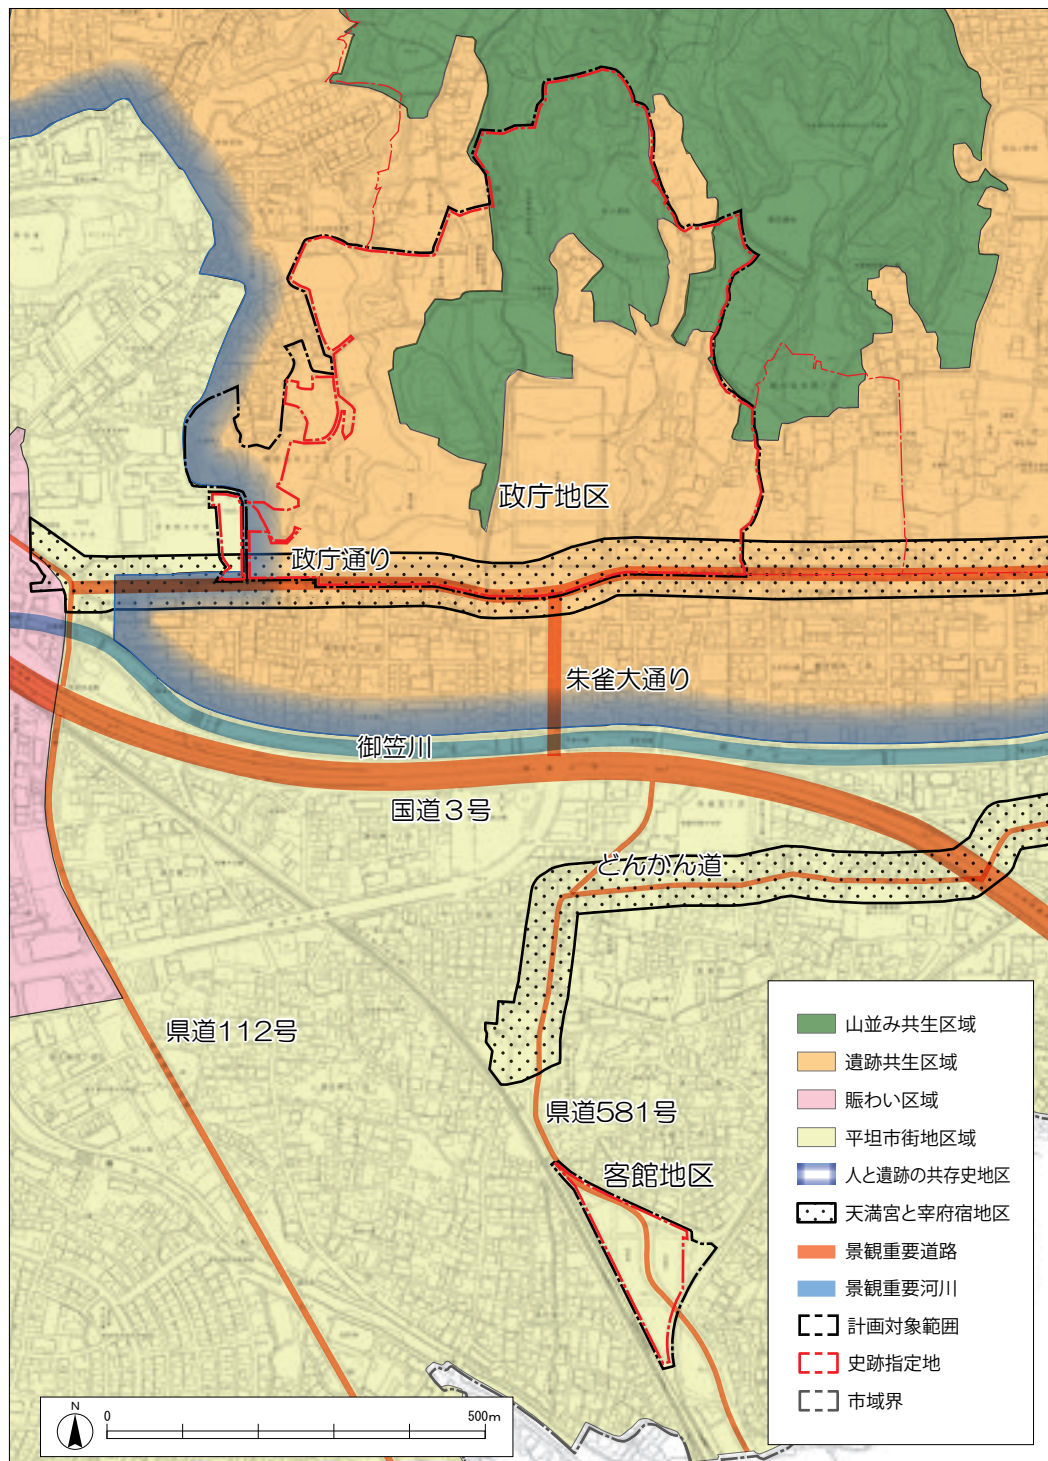 政庁地区
政庁通り
朱雀大通り
御笠川
国道3号
どんかん道
県道112号
県道581号
客館地区
山並み共生区域
遺跡共生区域
賑わい区域
平坦市街地区域
人と遺跡の共存史地区
天満宮と宰府宿地区
景観重要道路
景観重要河川
計画対象範囲
史跡指定地
市域界
N
0
500m